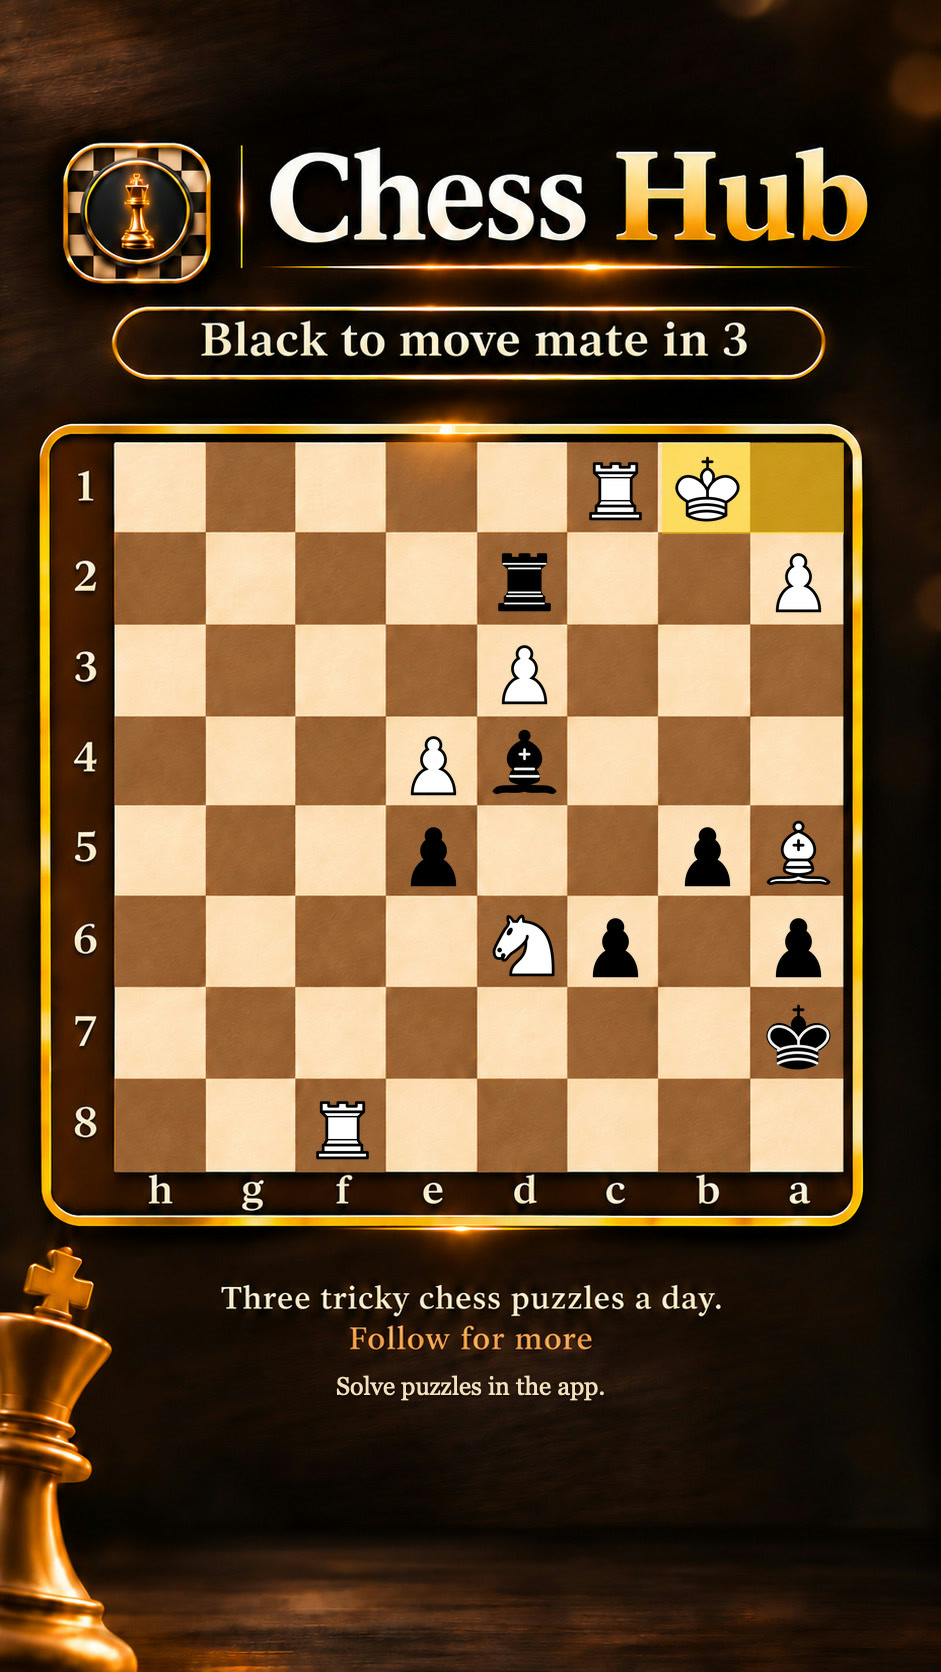 Chess Hub
Black to move mate in 3
1
2
3
4
5
6
7
8
h g f e d c b a
Three tricky chess puzzles a day.
Follow for more
Solve puzzles in the app.